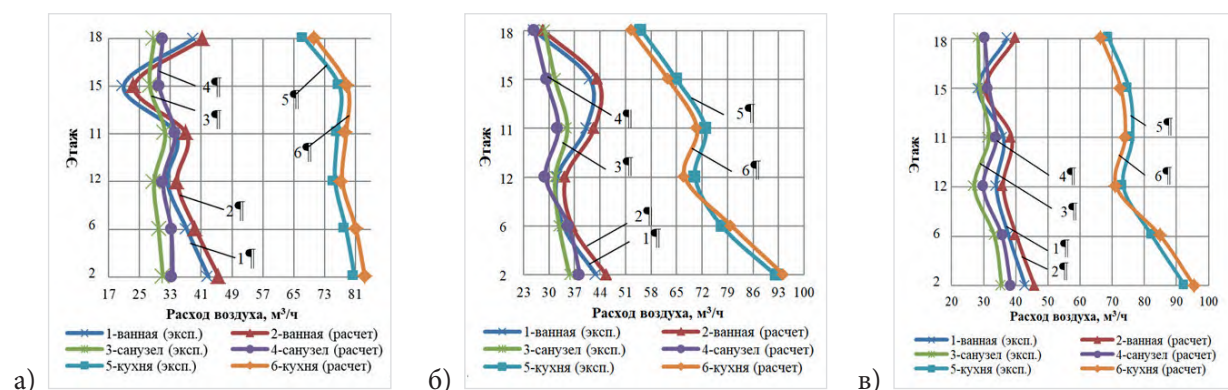 Этаж
18
15
11
12
6
2
4¶
3¶
5¶
6¶
2¶
1¶
17 25 33 41 49 57 65 73 81
Расход воздуха, м³/ч
1-ванная (эксп.) 2-ванная (расчет)
3-санузел (эксп.) 4-санузел (расчет)
5-кухня (эксп.) 6-кухня (расчет)
а)
Этаж
18
15
11
12
6
2
4¶
5¶
3¶
6¶
2¶
1¶
23 30 37 44 51 58 65 72 79 86 93 100
Расход воздуха, м³/ч
1-ванная (эксп.) 2-ванная (расчет)
3-санузел (эксп.) 4-санузел (расчет)
5-кухня (эксп.) 6-кухня (расчет)
б)
Этаж
18
15
11
12
6
2
5¶
4¶
6¶
3¶
1¶
2¶
20 30 40 50 60 70 80 90 100
Расход воздуха, м³/ч
1-ванная (эксп.) 2-ванная (расчет)
3-санузел (эксп.) 4-санузел (расчет)
5-кухня (эксп.) 6-кухня (расчет)
в)